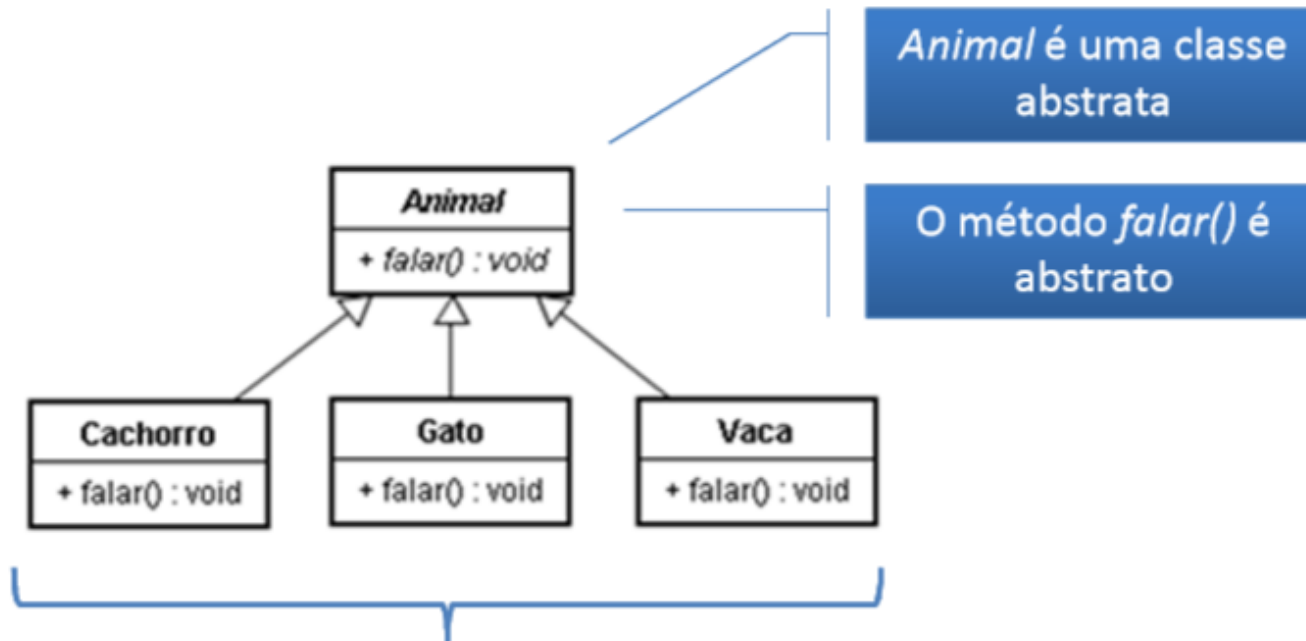 Animal é uma classe
abstrata
Animal
+ falar() : void
O método falar() é
abstrato
Cachorro
+ falar() : void
Gato
+ falar() : void
Vaca
+ falar() : void